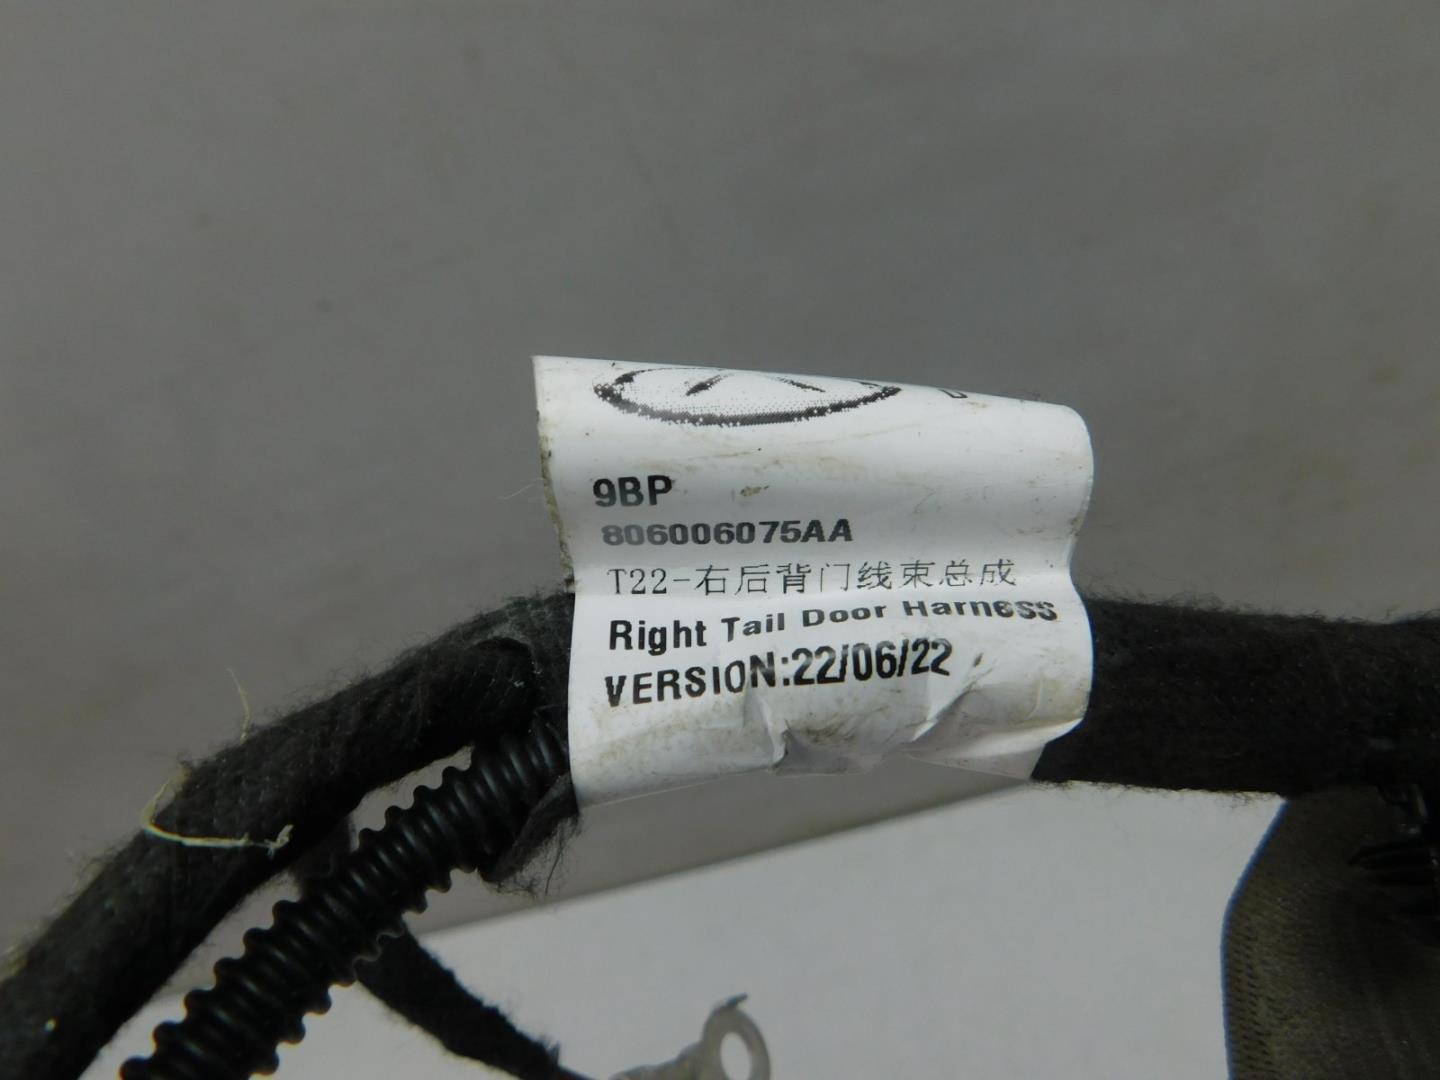 9BP
806006075AA
T22-右后背门线束总成
Right Tail Door Harness
VERSION:22/06/22